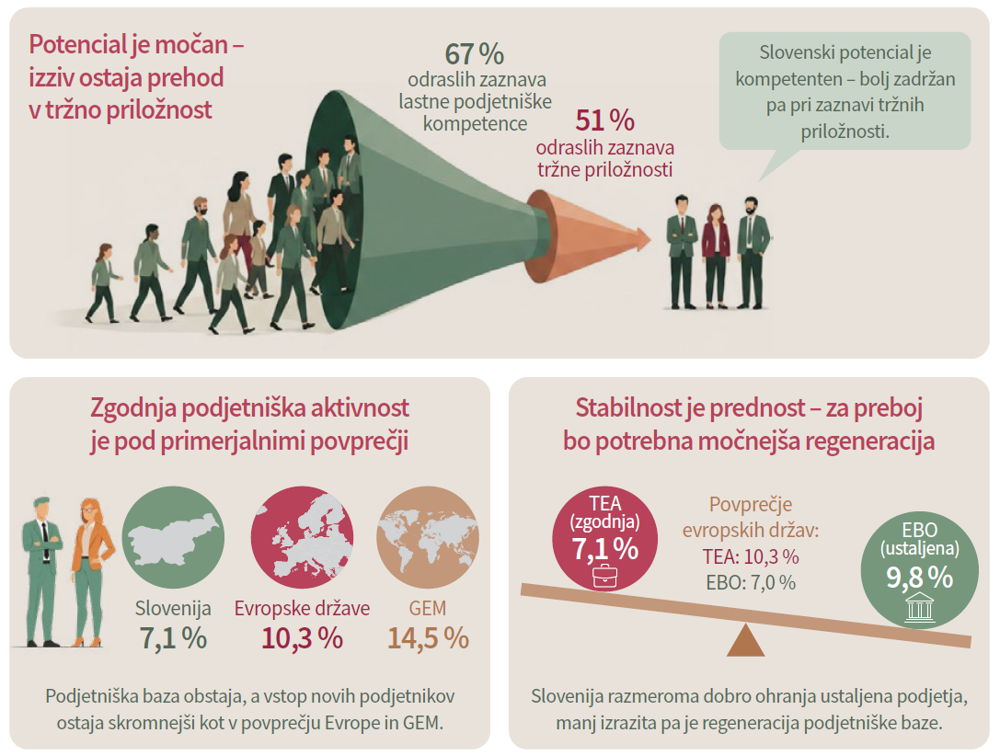 Potencial je močan –
izziv ostaja prehod
v tržno priložnost
67 %
odraslih zaznava
lastne podjetniške
kompetence
51 %
odraslih zaznava
tržne priložnosti
Slovenski potencial je
kompetenten – bolj zadržan
pa pri zaznavi tržnih
priložnosti.
Zgodnja podjetniška aktivnost
je pod primerjalnimi povprečji
Slovenija
7,1 %
Evropske države
10,3 %
GEM
14,5 %
Podjetniška baza obstaja, a vstop novih podjetnikov
ostaja skromnejši kot v povprečju Evrope in GEM.
Stabilnost je prednost – za preboj
bo potrebna močnejša regeneracija
TEA
(zgodnja)
7,1 %
Povprečje
evropskih držav:
TEA: 10,3 %
EBO: 7,0 %
EBO
(ustaljena)
9,8 %
Slovenija razmeroma dobro ohranja ustaljena podjetja,
manj izrazita pa je regeneracija podjetniške baze.